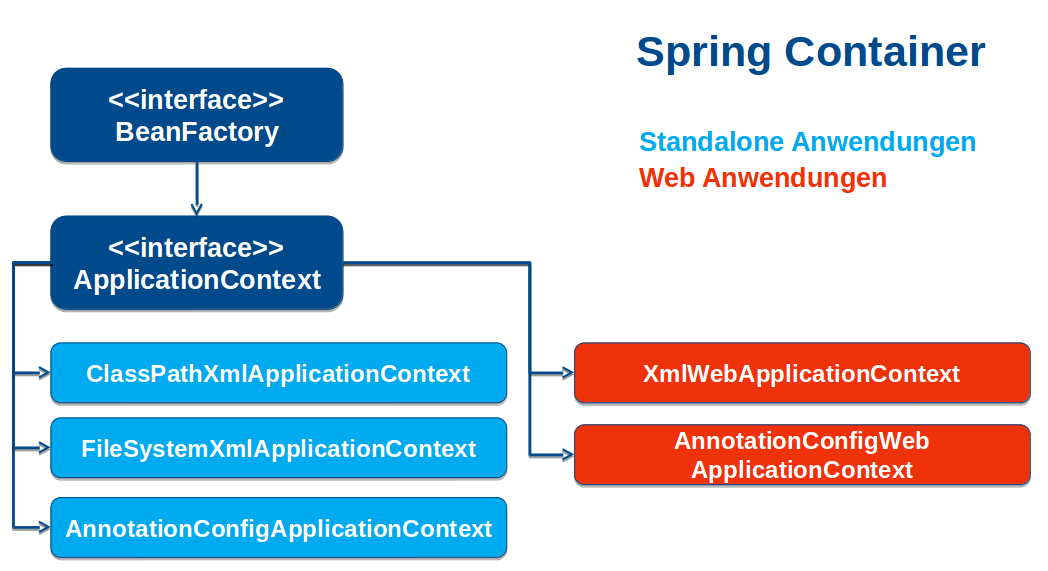 Spring Container
Standalone Anwendungen
Web Anwendungen
<<interface>>
BeanFactory
<<interface>>
ApplicationContext
ClassPathXmlApplicationContext
FileSystemXmlApplicationContext
AnnotationConfigApplicationContext
XmlWebApplicationContext
AnnotationConfigWeb
ApplicationContext